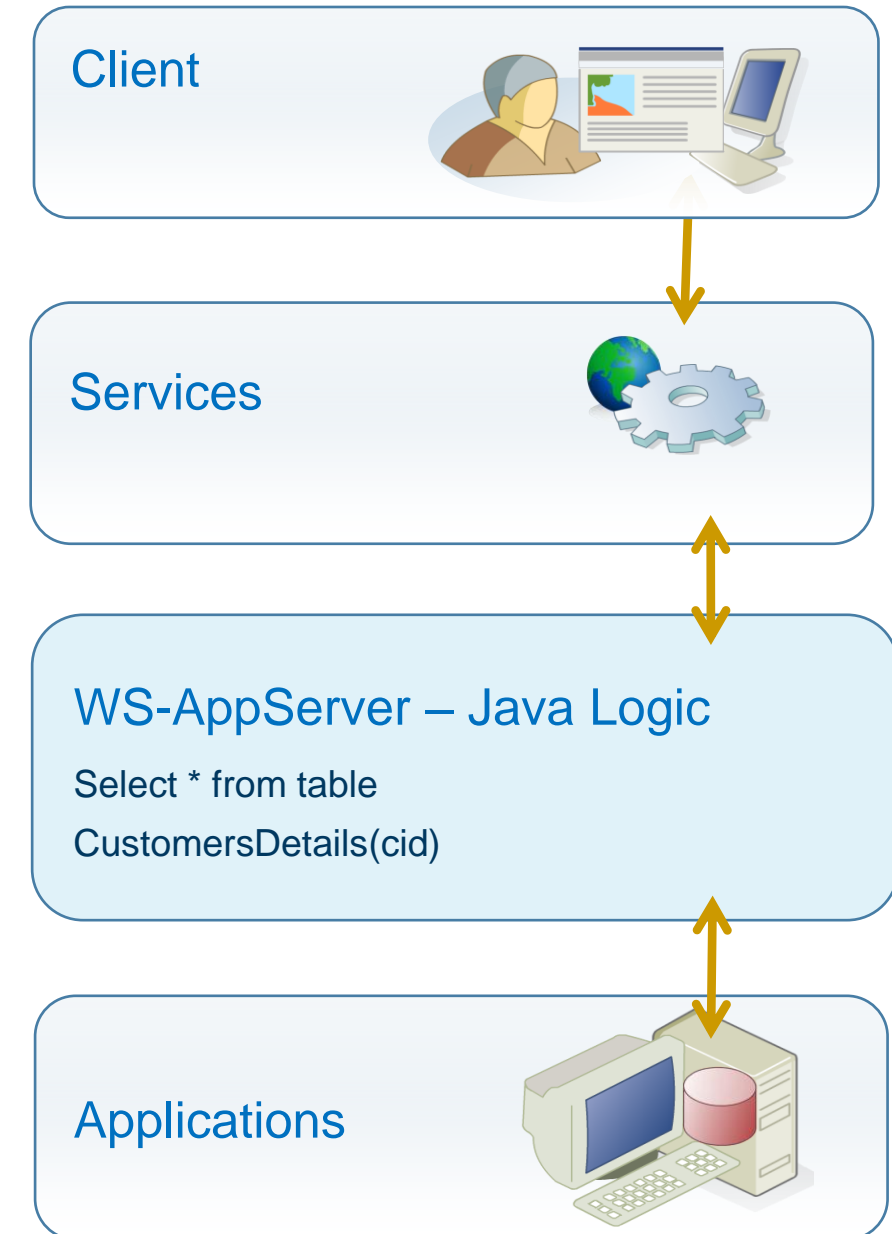 Client
Services
WS-AppServer – Java Logic
Select * from table
CustomersDetails(cid)
Applications